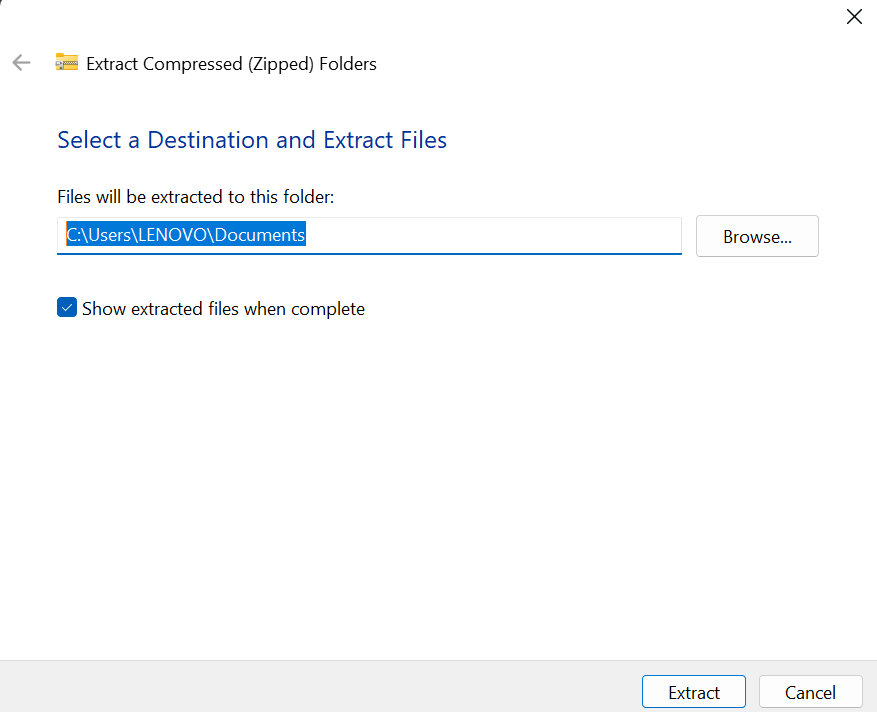 Extract Compressed (Zipped) Folders
Select a Destination and Extract Files
Files will be extracted to this folder:
C:\Users\LENOVO\Documents
Browse...
Show extracted files when complete
Extract
Cancel